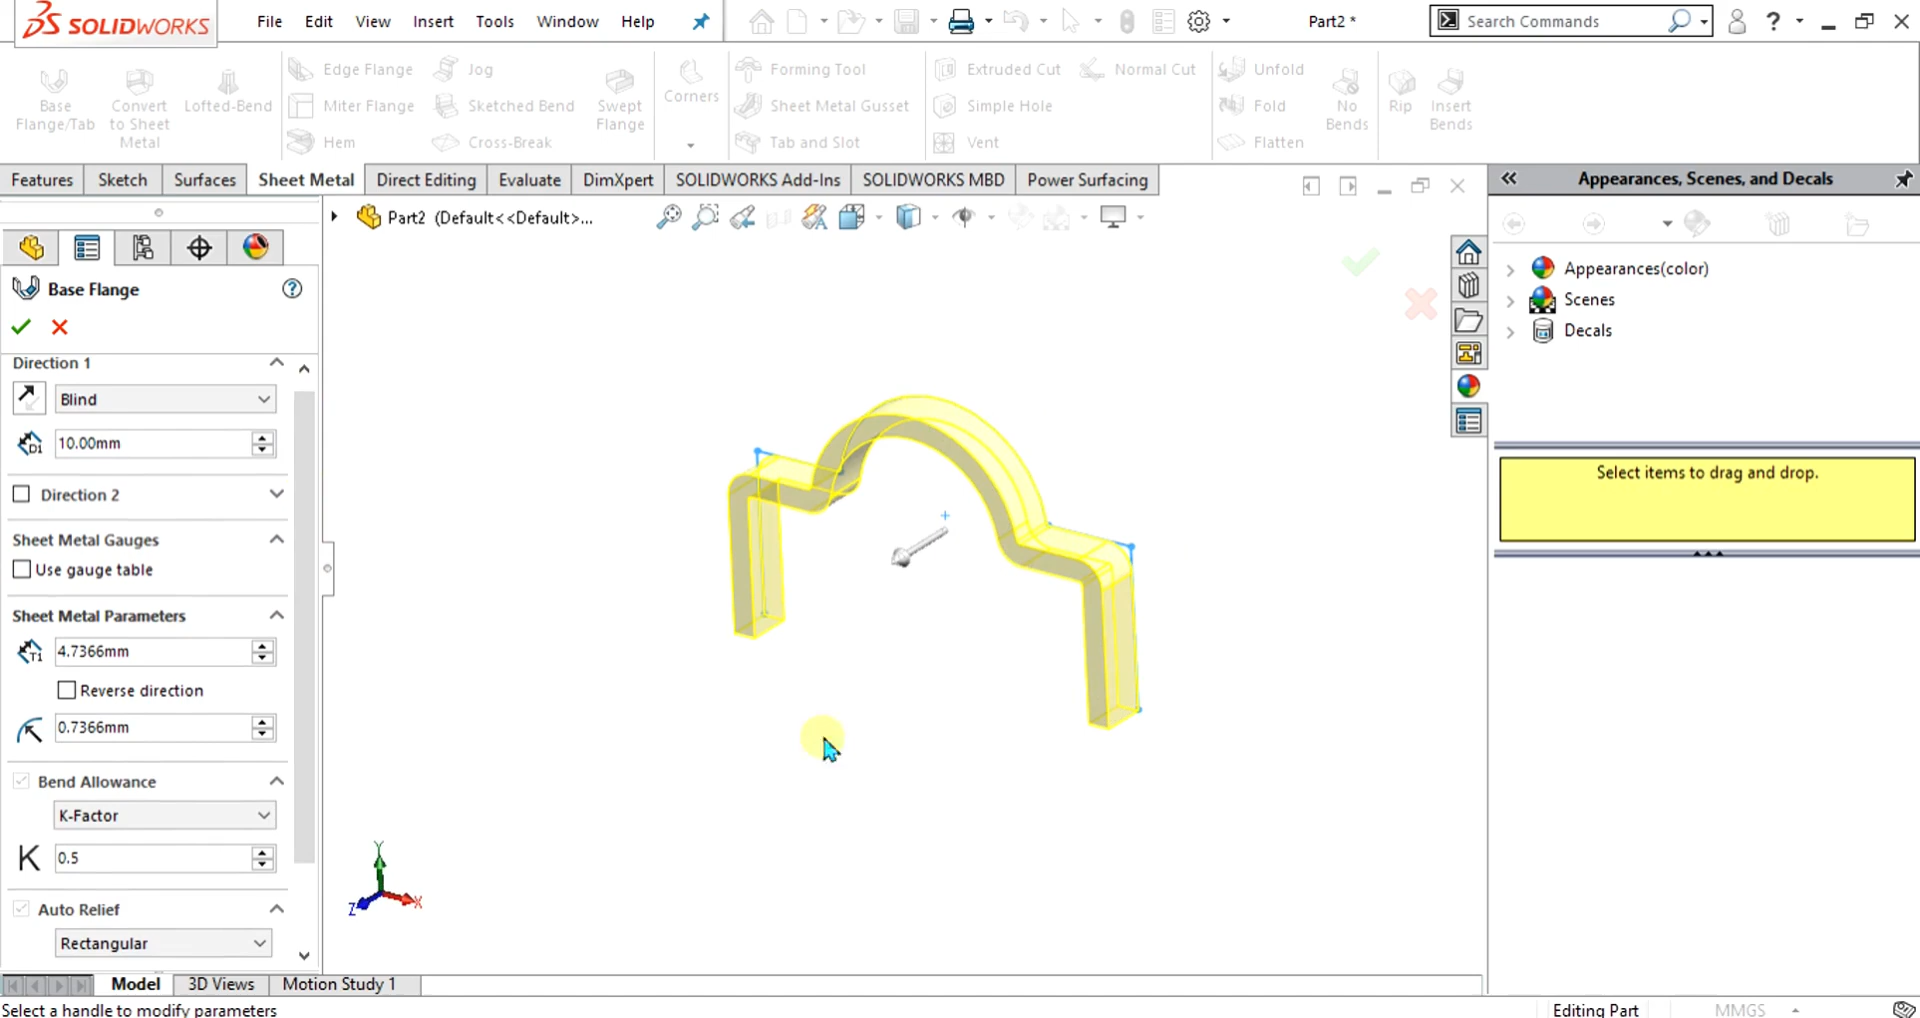 SOLIDWORKS File Edit View Insert Tools Window Help Part2 * Search Commands ?
Base Flange/Tab
Convert to Sheet Metal
Lofted-Bend
Edge Flange
Miter Flange
Hem
Jog
Sketched Bend
Cross-Break
Swept Flange
Corners
Forming Tool
Sheet Metal Gusset
Tab and Slot
Extruded Cut
Simple Hole
Vent
Normal Cut
Unfold
Fold
Flatten
No Bends
Rip
Insert Bends
Features Sketch Surfaces Sheet Metal Direct Editing Evaluate DimXpert SOLIDWORKS Add-Ins SOLIDWORKS MBD Power Surfacing
Part2 (Default<<Default>...
Base Flange
Direction 1
Blind
D1 10.00mm
Direction 2
Sheet Metal Gauges
Use gauge table
Sheet Metal Parameters
T1 4.7366mm
Reverse direction
0.7366mm
Bend Allowance
K-Factor
K 0.5
Auto Relief
Rectangular
Y
Z
X
Appearances, Scenes, and Decals
Appearances(color)
Scenes
Decals
Select items to drag and drop.
Model 3D Views Motion Study 1
Select a handle to modify parameters Editing Part MMGS